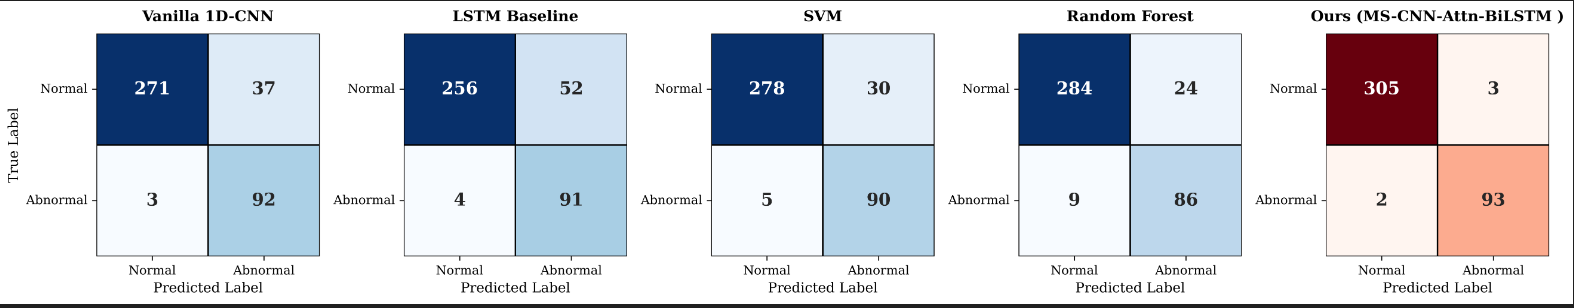 Vanilla 1D-CNN
LSTM Baseline
SVM
Random Forest
Ours (MS-CNN-Attn-BiLSTM )
True Label
Normal
271
37
Abnormal
3
92
Normal
Abnormal
Predicted Label
Normal
256
52
Abnormal
4
91
Normal
Abnormal
Predicted Label
Normal
278
30
Abnormal
5
90
Normal
Abnormal
Predicted Label
Normal
284
24
Abnormal
9
86
Normal
Abnormal
Predicted Label
Normal
305
3
Abnormal
2
93
Normal
Abnormal
Predicted Label